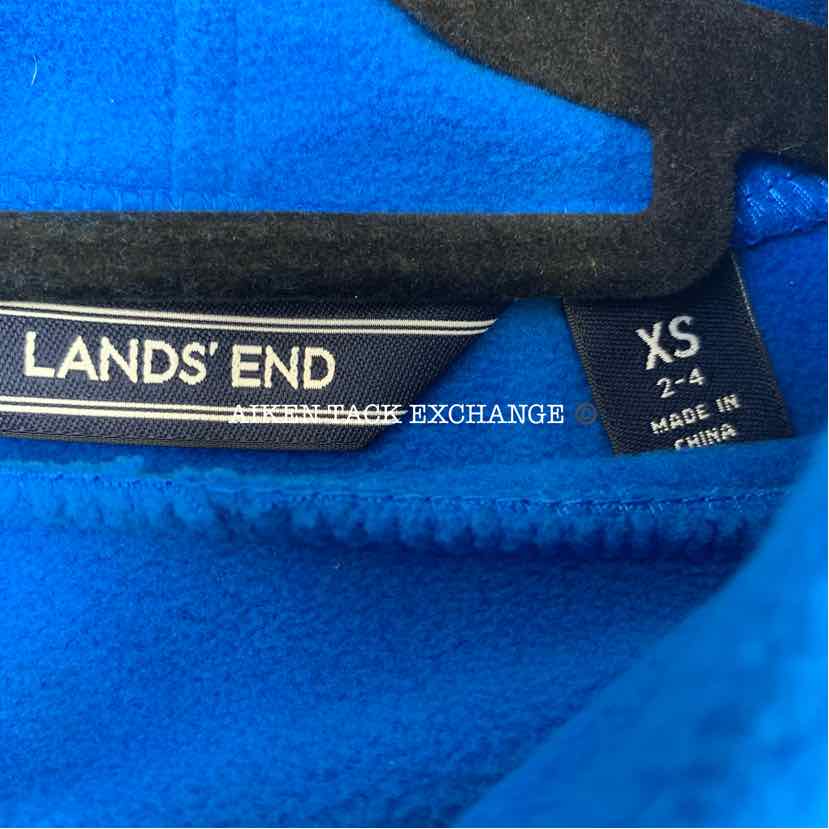 LANDS' END
XS
2-4
MADE IN
CHINA
AIKEN TACK EXCHANGE ©